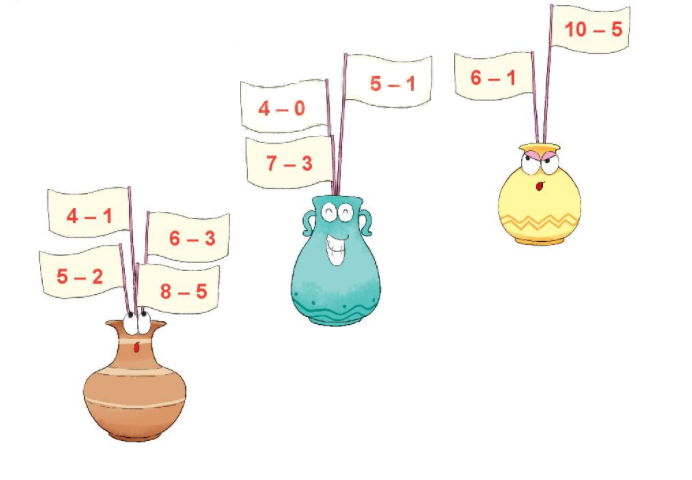 4 – 1
6 – 3
5 – 2
8 – 5
4 – 0
5 – 1
7 – 3
6 – 1
10 – 5